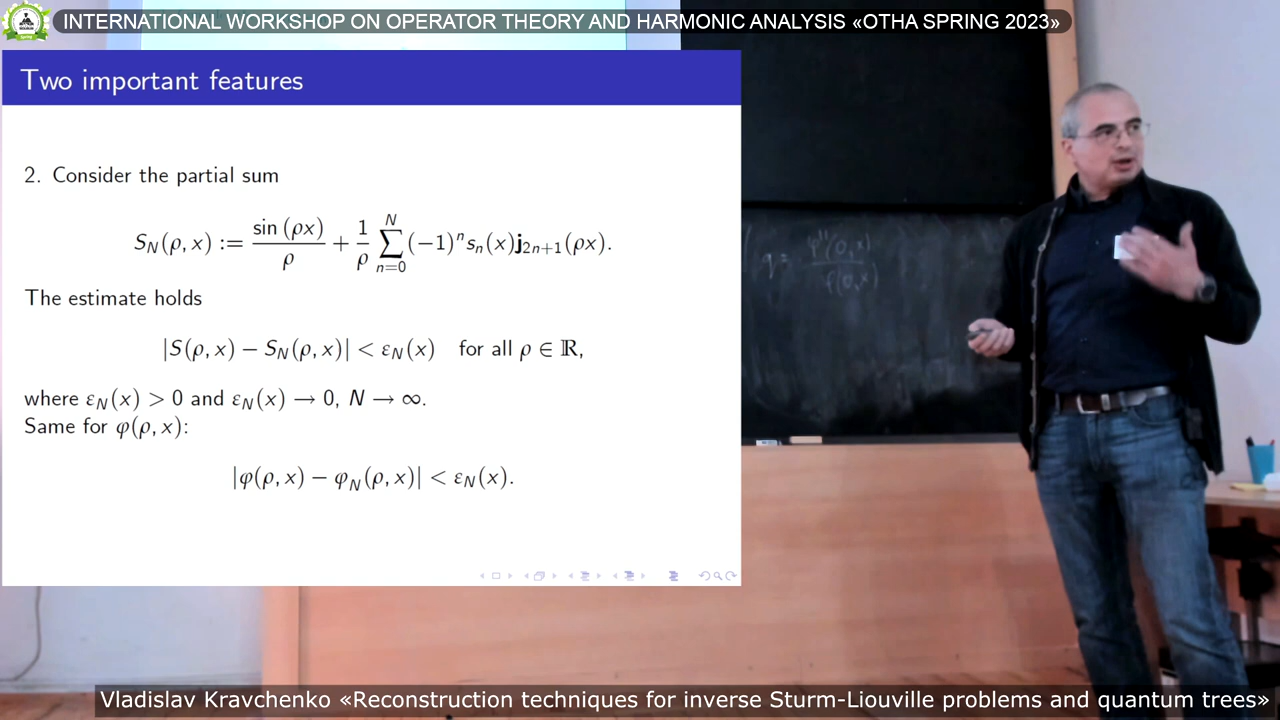 INTERNATIONAL WORKSHOP ON OPERATOR THEORY AND HARMONIC ANALYSIS «OTHA SPRING 2023»
Two important features
2. Consider the partial sum
S_N(ρ, x) := sin (ρx) / ρ + 1/ρ ∑_{n=0}^{N} (−1)^n s_n(x) j_{2n+1}(ρx).
The estimate holds
|S(ρ, x) − S_N(ρ, x)| < ε_N(x) for all ρ ∈ ℝ,
where ε_N(x) > 0 and ε_N(x) → 0, N → ∞.
Same for φ(ρ, x):
|φ(ρ, x) − φ_N(ρ, x)| < ε_N(x).
Vladislav Kravchenko «Reconstruction techniques for inverse Sturm-Liouville problems and quantum trees»